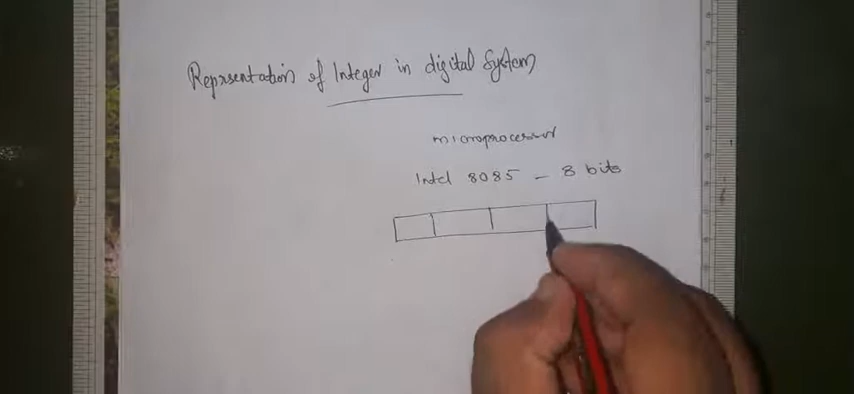 Representation of Integer in digital System
microprocessor
Intel 8085 - 8 bits